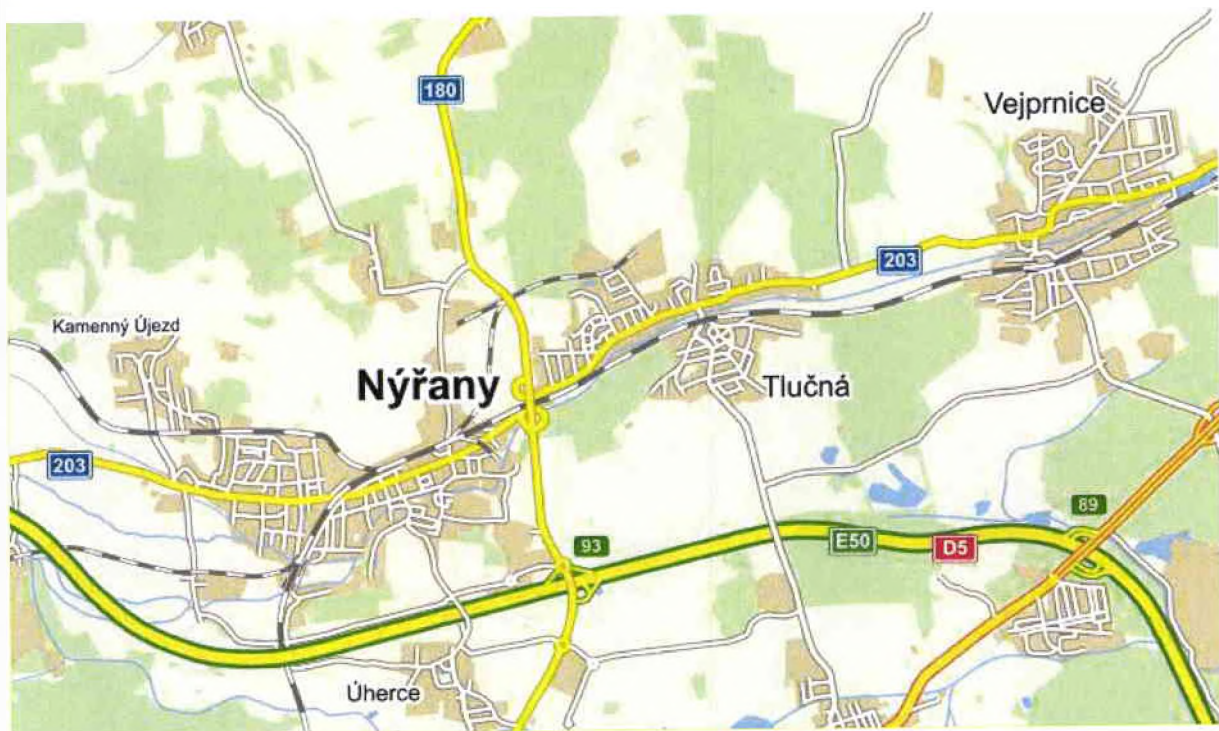 180
Vejprnice
203
Kamenný Újezd
Nýřany
Tlučná
203
89
93
E50
D5
Úherce